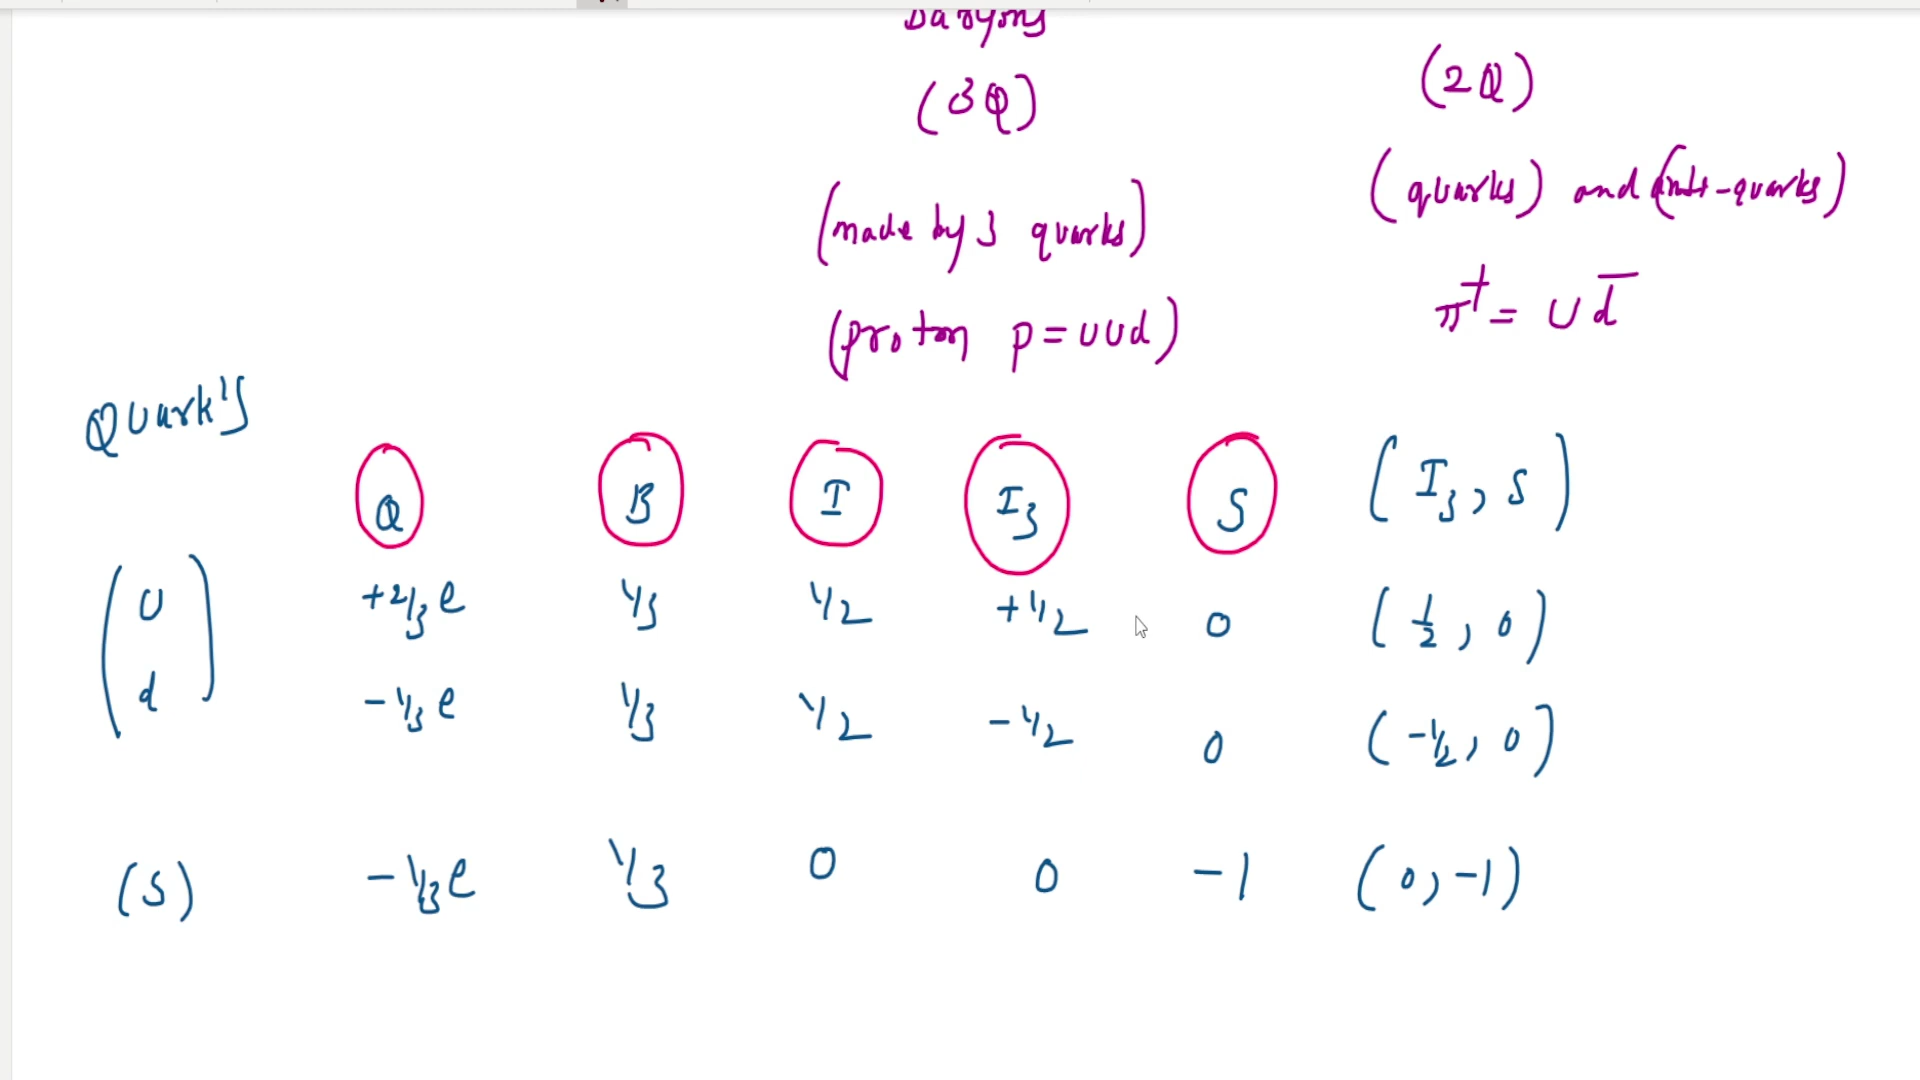 Baryons
(3Q)
(made by 3 quarks)
(proton p = uud)
(2Q)
(quarks) and (anti-quarks)
π⁺ = u d̅
Quark's
Q B I I₃ S (I₃, S)
u +2/3 e 1/3 1/2 +1/2 0 (1/2, 0)
d -1/3 e 1/3 1/2 -1/2 0 (-1/2, 0)
(s) -1/3 e 1/3 0 0 -1 (0, -1)